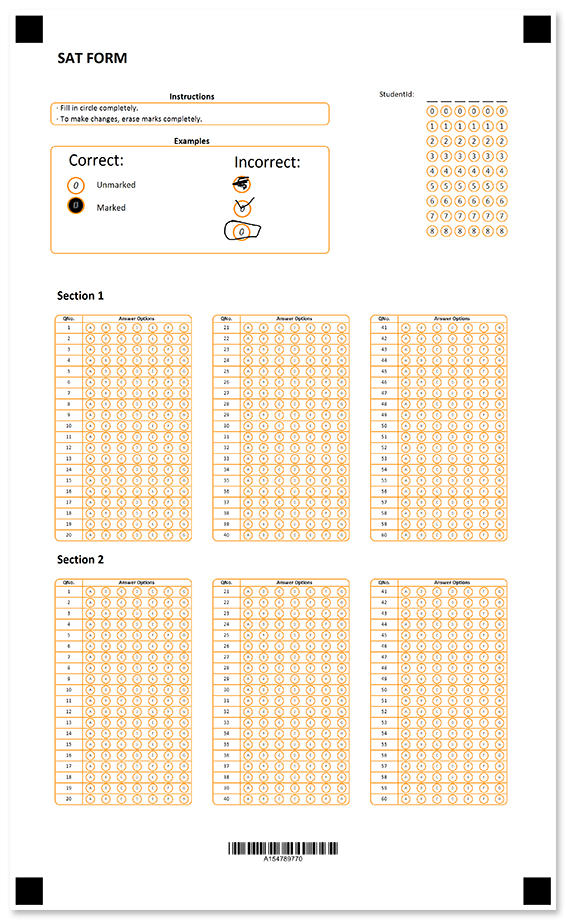 SAT FORM
Instructions
- Fill in circle completely.
- To make changes, erase marks completely.
Examples
Correct:
0 Unmarked
0 Marked
Incorrect:
0
0
StudentId: __ __ __ __ __ __
0 0 0 0 0 0
1 1 1 1 1 1
2 2 2 2 2 2
3 3 3 3 3 3
4 4 4 4 4 4
5 5 5 5 5 5
6 6 6 6 6 6
7 7 7 7 7 7
8 8 8 8 8 8
Section 1
QNo. Answer Options QNo. Answer Options QNo. Answer Options
1 A B C D E F G 21 A B C D E F G 41 A B C D E F G
2 A B C D E F G 22 A B C D E F G 42 A B C D E F G
3 A B C D E F G 23 A B C D E F G 43 A B C D E F G
4 A B C D E F G 24 A B C D E F G 44 A B C D E F G
5 A B C D E F G 25 A B C D E F G 45 A B C D E F G
6 A B C D E F G 26 A B C D E F G 46 A B C D E F G
7 A B C D E F G 27 A B C D E F G 47 A B C D E F G
8 A B C D E F G 28 A B C D E F G 48 A B C D E F G
9 A B C D E F G 29 A B C D E F G 49 A B C D E F G
10 A B C D E F G 30 A B C D E F G 50 A B C D E F G
11 A B C D E F G 31 A B C D E F G 51 A B C D E F G
12 A B C D E F G 32 A B C D E F G 52 A B C D E F G
13 A B C D E F G 33 A B C D E F G 53 A B C D E F G
14 A B C D E F G 34 A B C D E F G 54 A B C D E F G
15 A B C D E F G 35 A B C D E F G 55 A B C D E F G
16 A B C D E F G 36 A B C D E F G 56 A B C D E F G
17 A B C D E F G 37 A B C D E F G 57 A B C D E F G
18 A B C D E F G 38 A B C D E F G 58 A B C D E F G
19 A B C D E F G 39 A B C D E F G 59 A B C D E F G
20 A B C D E F G 40 A B C D E F G 60 A B C D E F G
Section 2
QNo. Answer Options QNo. Answer Options QNo. Answer Options
1 A B C D E F G 21 A B C D E F G 41 A B C D E F G
2 A B C D E F G 22 A B C D E F G 42 A B C D E F G
3 A B C D E F G 23 A B C D E F G 43 A B C D E F G
4 A B C D E F G 24 A B C D E F G 44 A B C D E F G
5 A B C D E F G 25 A B C D E F G 45 A B C D E F G
6 A B C D E F G 26 A B C D E F G 46 A B C D E F G
7 A B C D E F G 27 A B C D E F G 47 A B C D E F G
8 A B C D E F G 28 A B C D E F G 48 A B C D E F G
9 A B C D E F G 29 A B C D E F G 49 A B C D E F G
10 A B C D E F G 30 A B C D E F G 50 A B C D E F G
11 A B C D E F G 31 A B C D E F G 51 A B C D E F G
12 A B C D E F G 32 A B C D E F G 52 A B C D E F G
13 A B C D E F G 33 A B C D E F G 53 A B C D E F G
14 A B C D E F G 34 A B C D E F G 54 A B C D E F G
15 A B C D E F G 35 A B C D E F G 55 A B C D E F G
16 A B C D E F G 36 A B C D E F G 56 A B C D E F G
17 A B C D E F G 37 A B C D E F G 57 A B C D E F G
18 A B C D E F G 38 A B C D E F G 58 A B C D E F G
19 A B C D E F G 39 A B C D E F G 59 A B C D E F G
20 A B C D E F G 40 A B C D E F G 60 A B C D E F G
A154789770